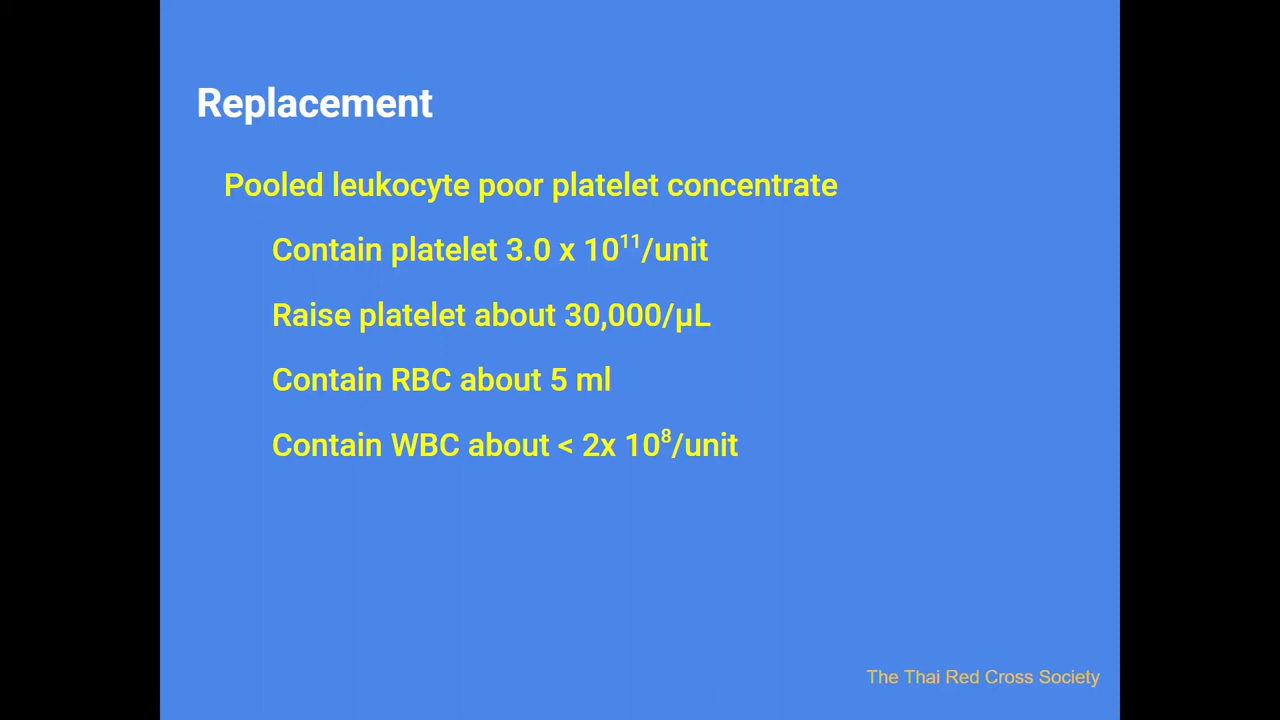 Replacement
Pooled leukocyte poor platelet concentrate
Contain platelet 3.0 x 10¹¹/unit
Raise platelet about 30,000/µL
Contain RBC about 5 ml
Contain WBC about < 2x 10⁸/unit
The Thai Red Cross Society